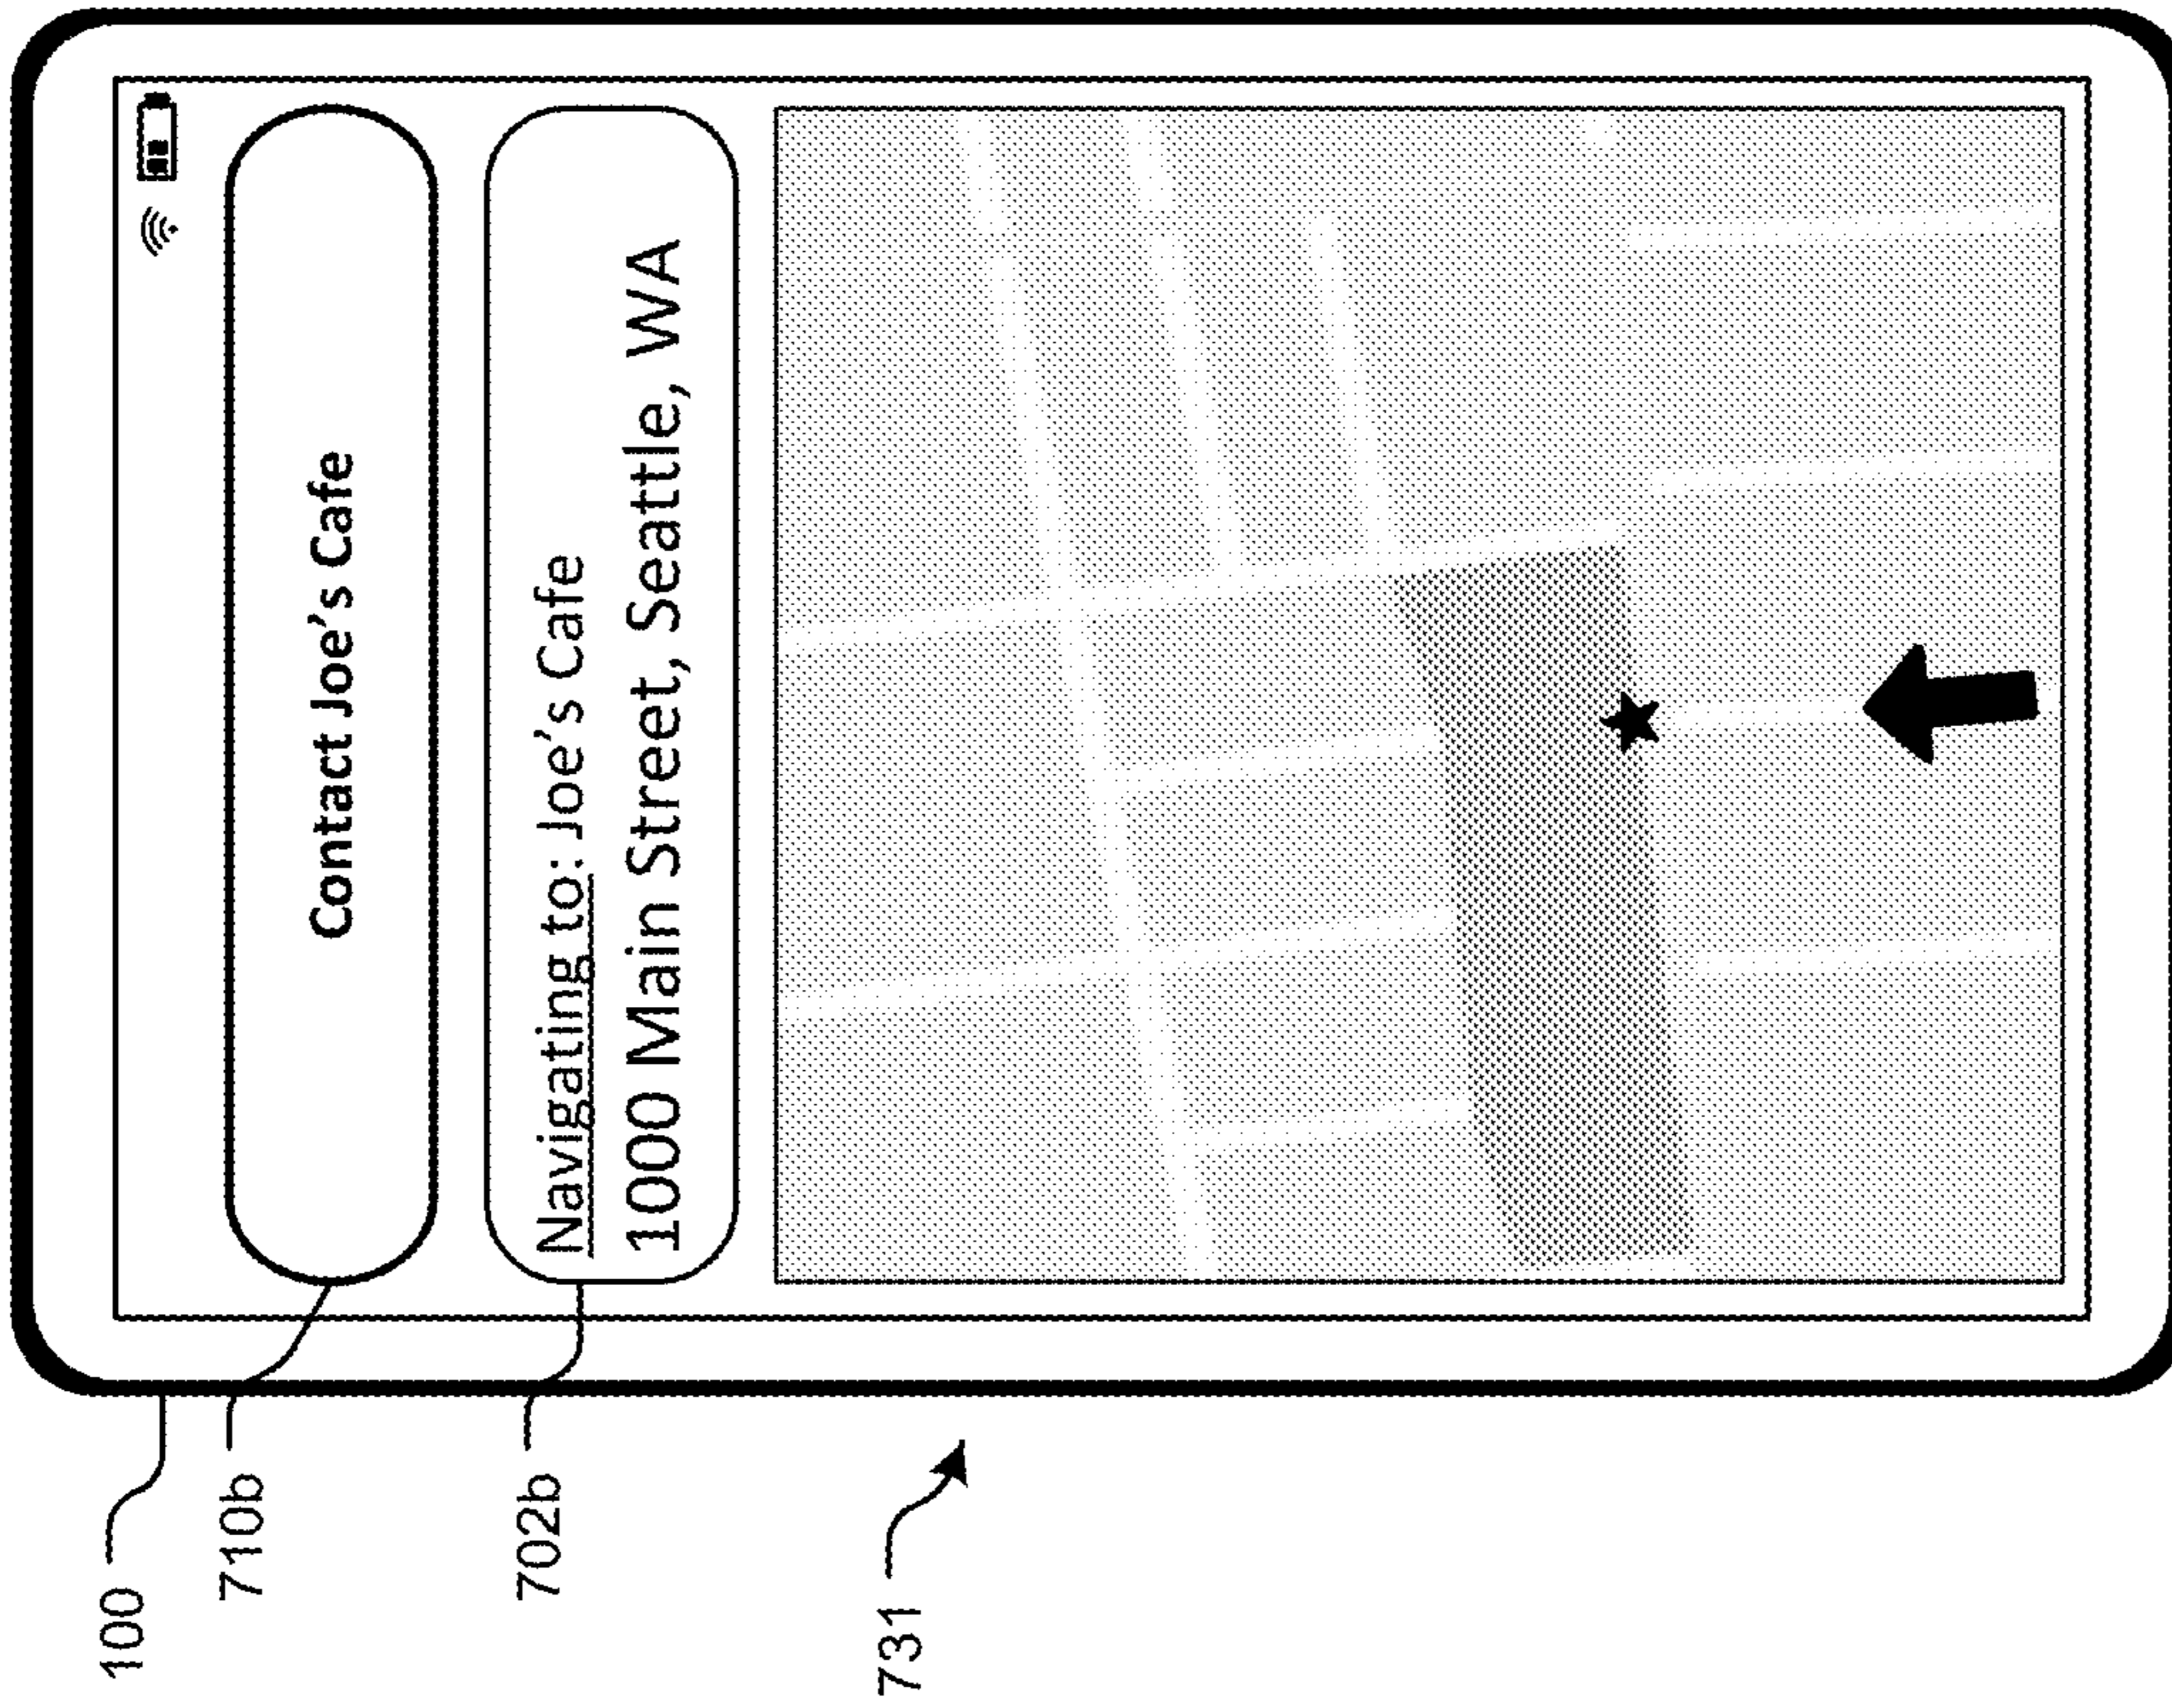 100
710b
702b
731
Contact Joe's Cafe
Navigating to: Joe's Cafe
1000 Main Street, Seattle, WA